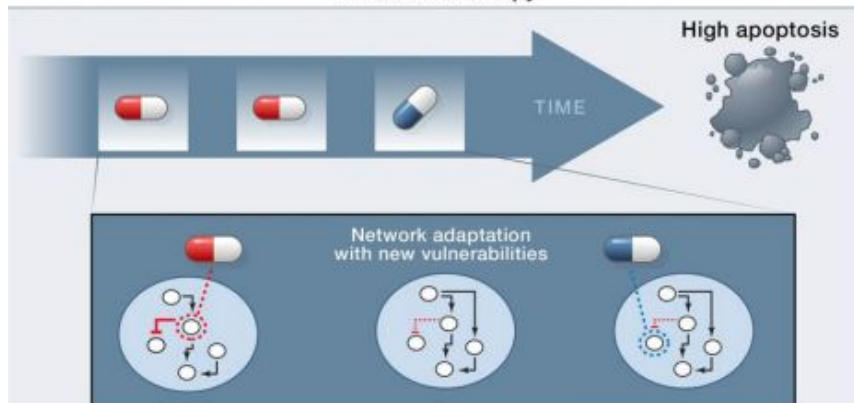 High apoptosis
TIME
Network adaptation
with new vulnerabilities